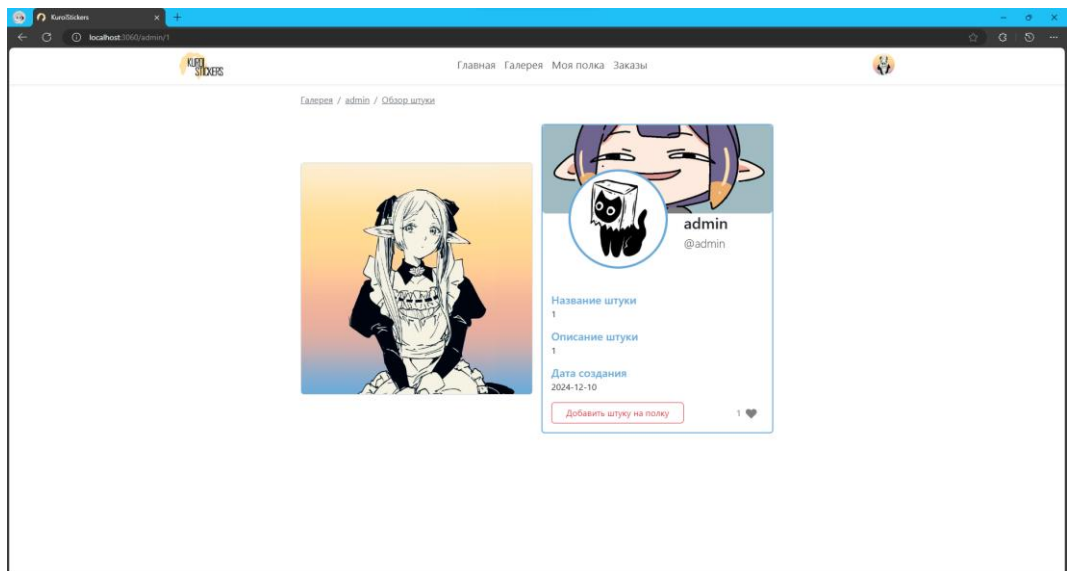 KuroStickers
localhost:3060/admin/1
KUROI
STICKERS
Главная Галерея Моя полка Заказы
Галерея / admin / Обзор штуки
admin
@admin
Название штуки
1
Описание штуки
1
Дата создания
2024-12-10
Добавить штуку на полку
1